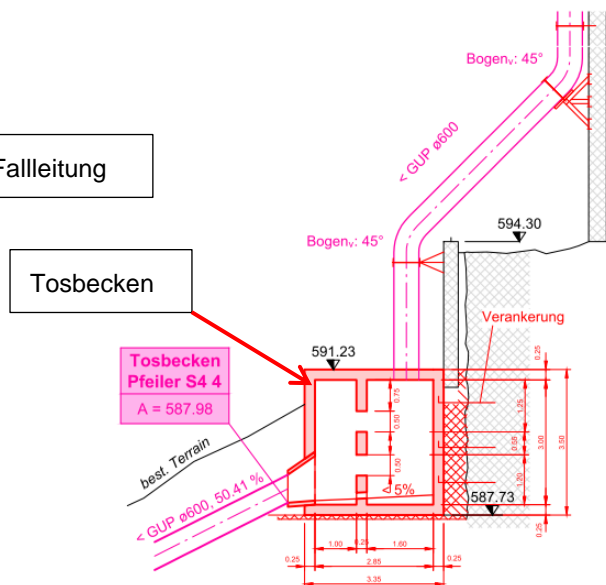 Bogenᵥ: 45°
Fallleitung
< GUP ø600
594.30
Bogenᵥ: 45°
Tosbecken
Verankerung
591.23
0.25
Tosbecken
Pfeiler S4 4
A = 587.98
0.75
0.50
0.50
1.25
0.55
1.20
3.00
3.50
best. Terrain
5%
587.73
< GUP ø600, 50.41 %
0.25
1.00
0.25
1.60
0.25
2.85
0.25
3.35